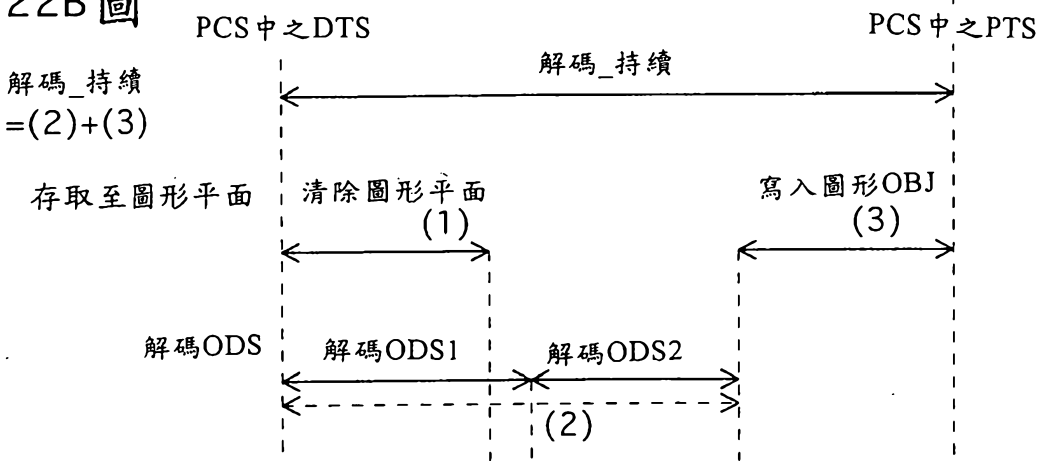 22B圖
PCS中之DTS
PCS中之PTS
解碼_持續
解碼_持續
=(2)+(3)
存取至圖形平面
清除圖形平面
(1)
寫入圖形OBJ
(3)
解碼ODS
解碼ODS1
解碼ODS2
(2)